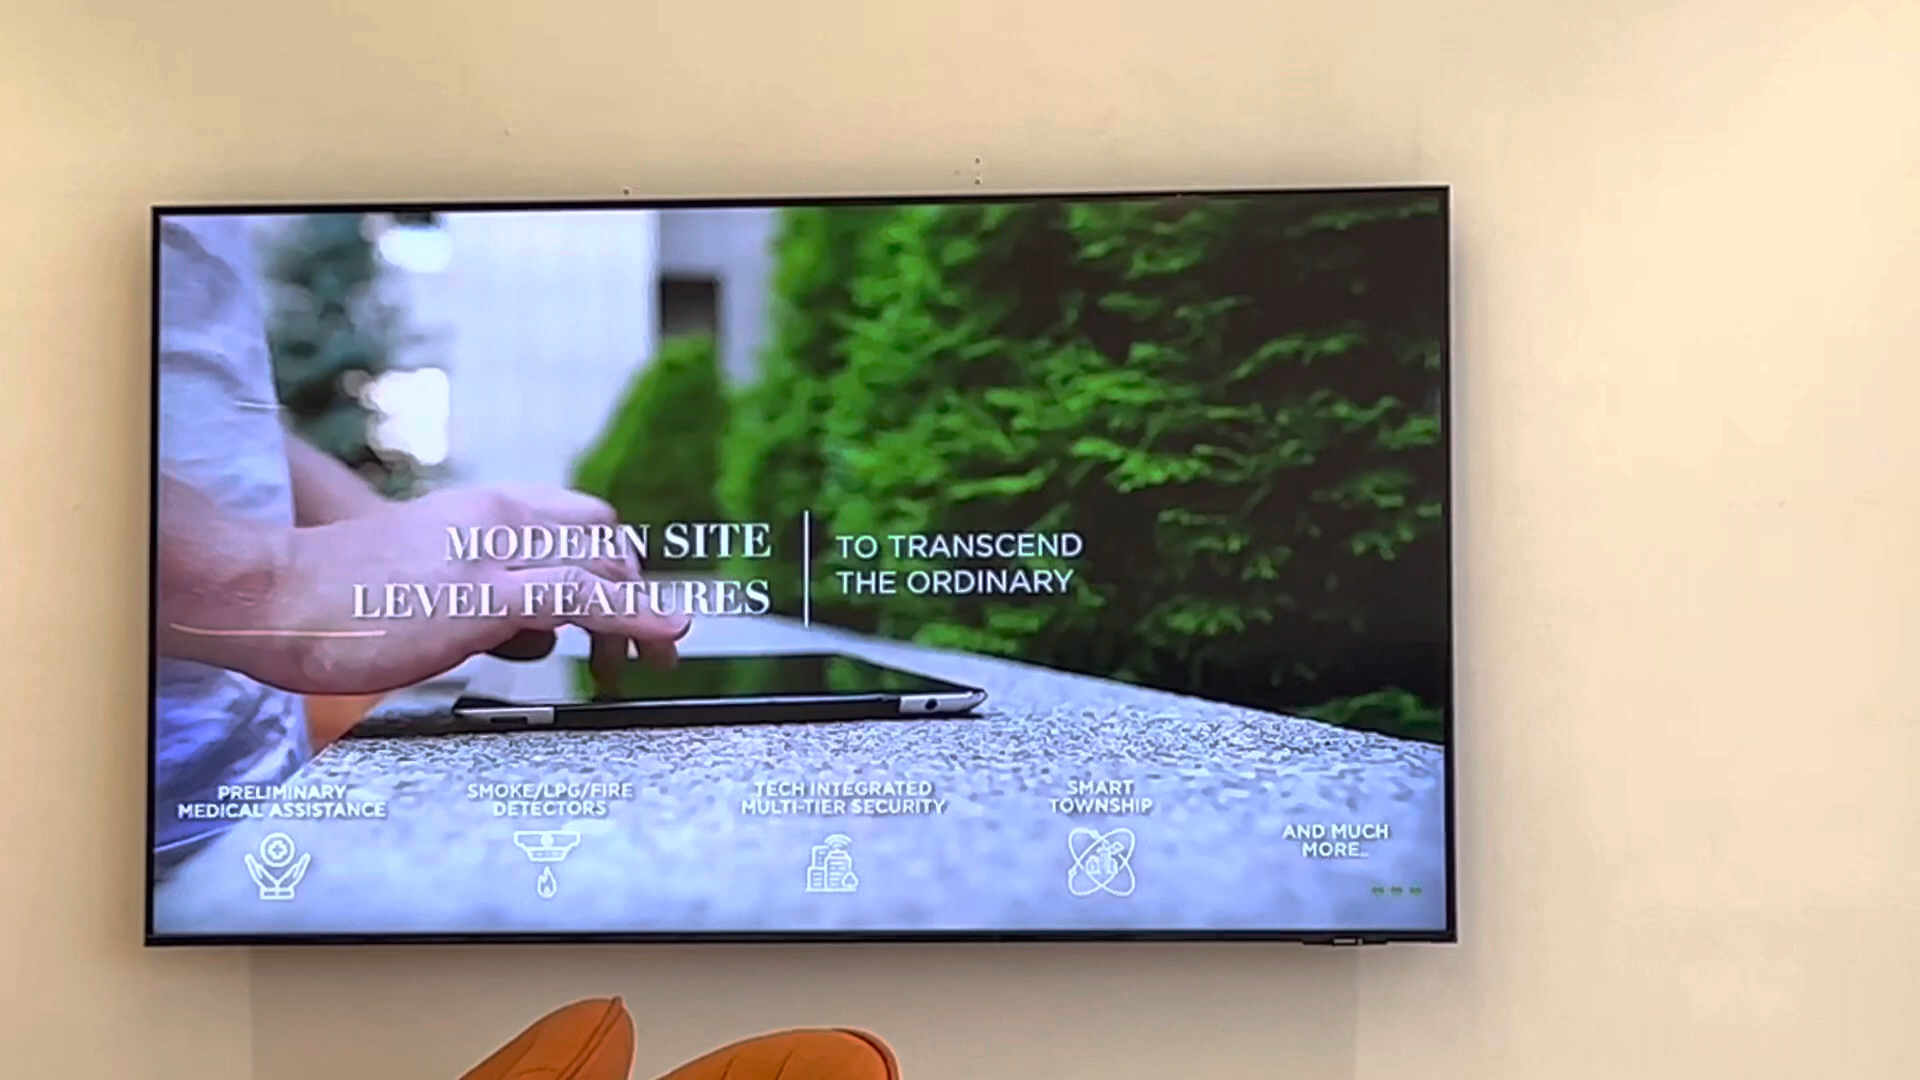 MODERN SITE
LEVEL FEATURES
TO TRANSCEND
THE ORDINARY
PRELIMINARY
MEDICAL ASSISTANCE
SMOKE/LPG/FIRE
DETECTORS
TECH INTEGRATED
MULTI-TIER SECURITY
SMART
TOWNSHIP
AND MUCH
MORE...